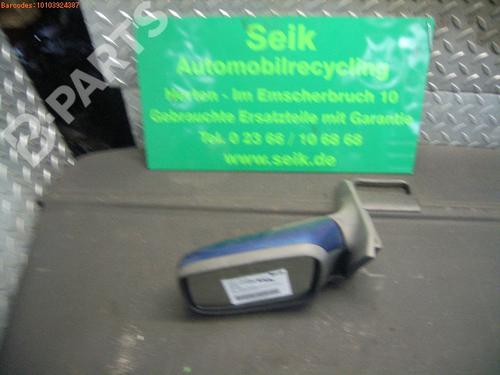 Barcodes:10103924387
D-PARTS
Seik
Automobilrecycling
Herten - Im Emscherbruch 10
Gebrauchte Ersatzteile mit Garantie
Tel. 0 23 66 / 10 68 68
www.seik.de